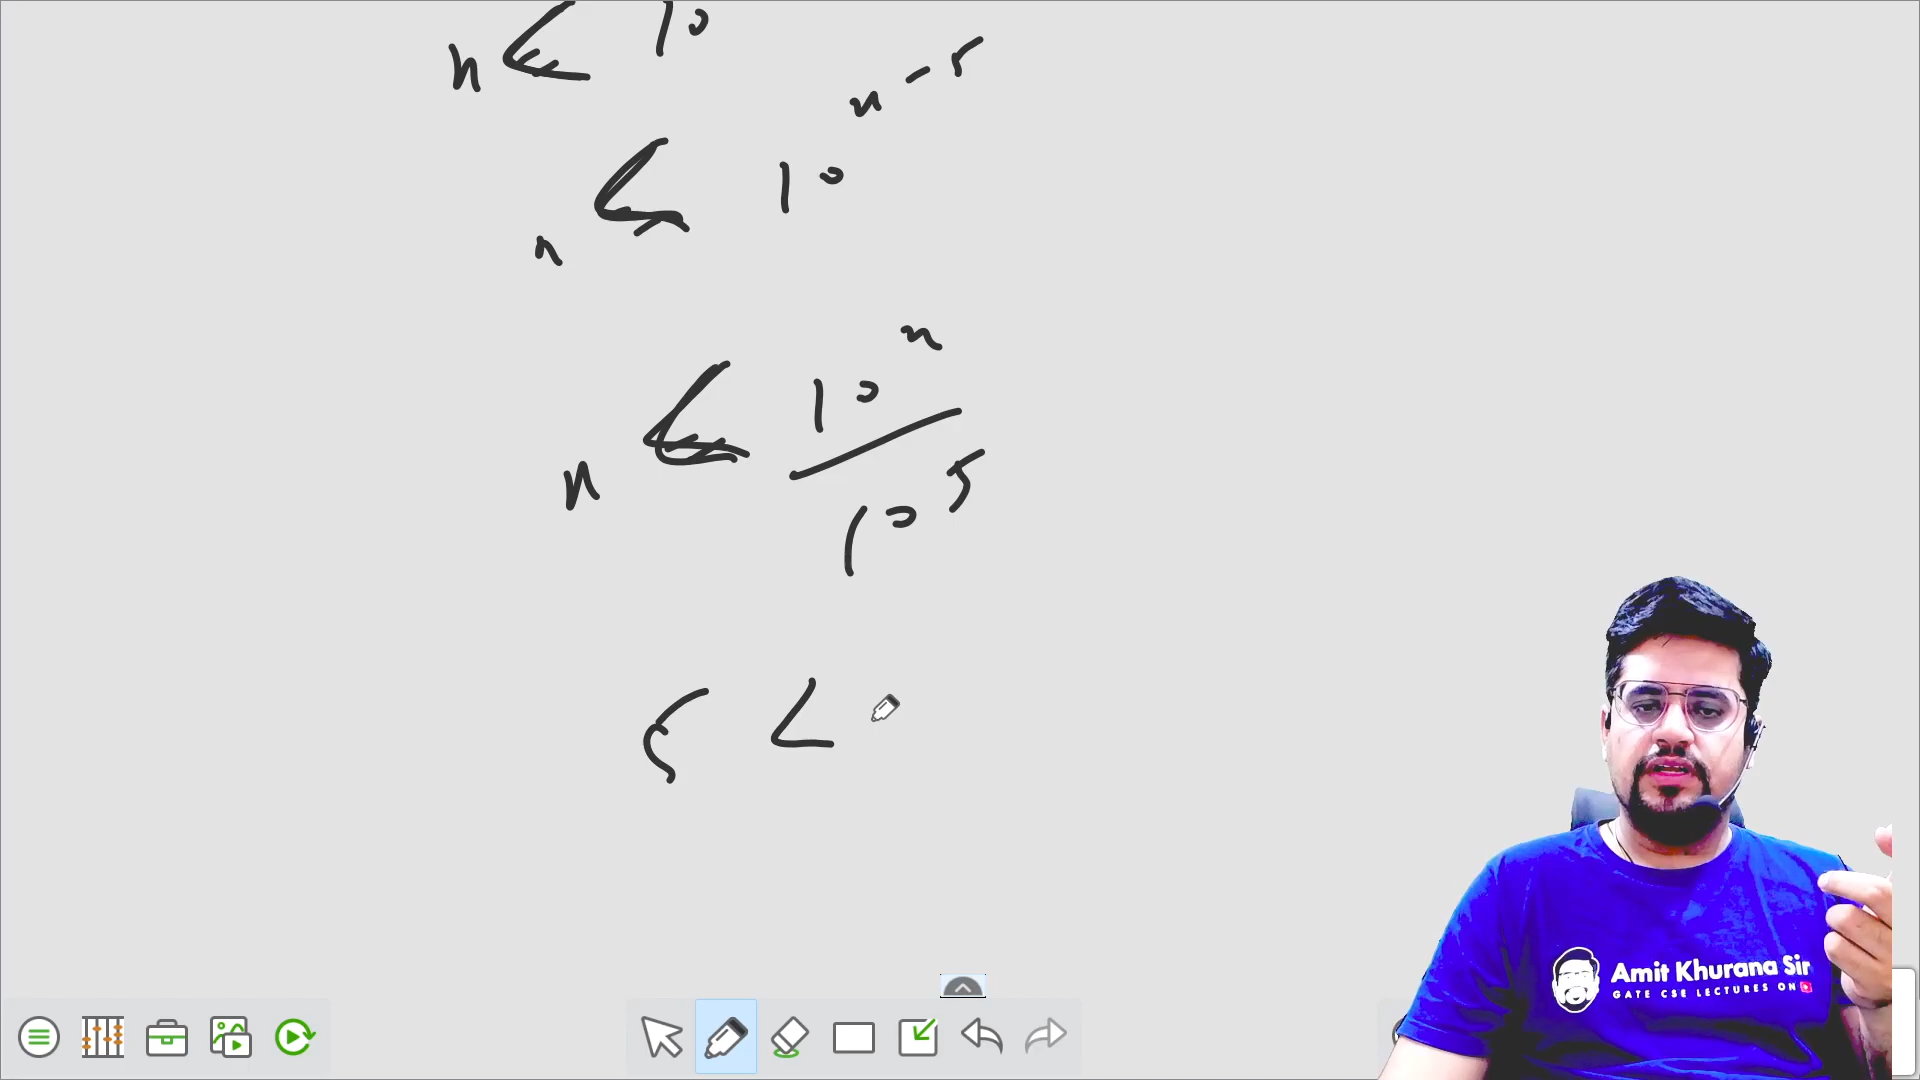 n < 10
n < 10^{n-5}
n < 10^n / 10^5
5 <
Amit Khurana Sir
GATE CSE LECTURES ON